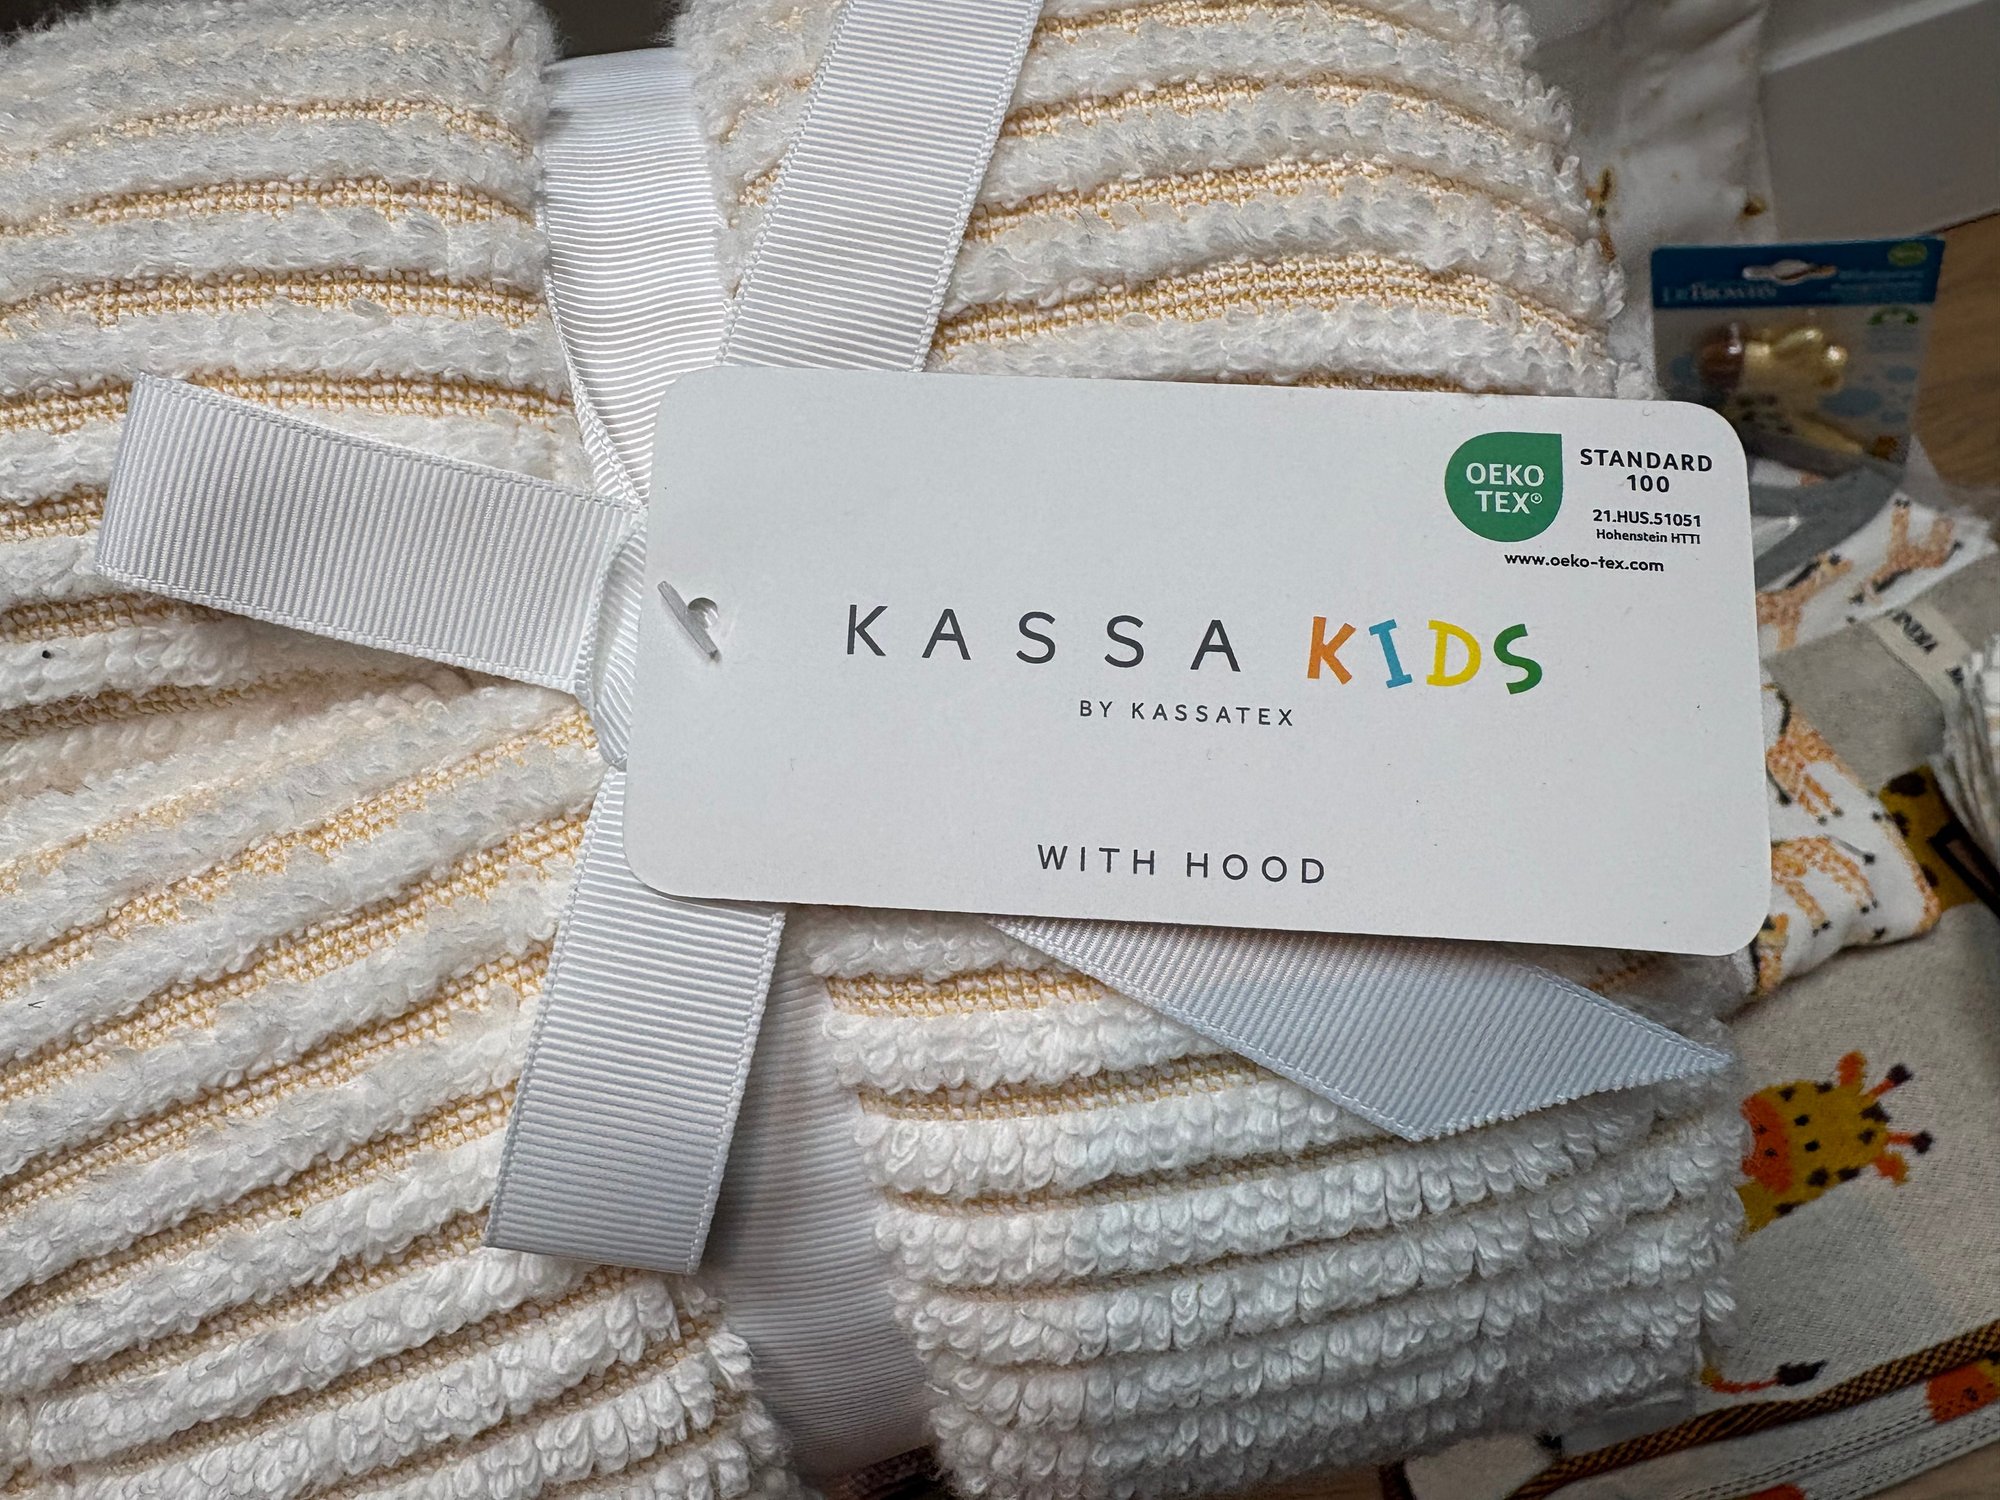 OEKO
TEX®
STANDARD
100
21.HUS.51051
Hohenstein HTTI
www.oeko-tex.com
KASSA KIDS
BY KASSATEX
WITH HOOD